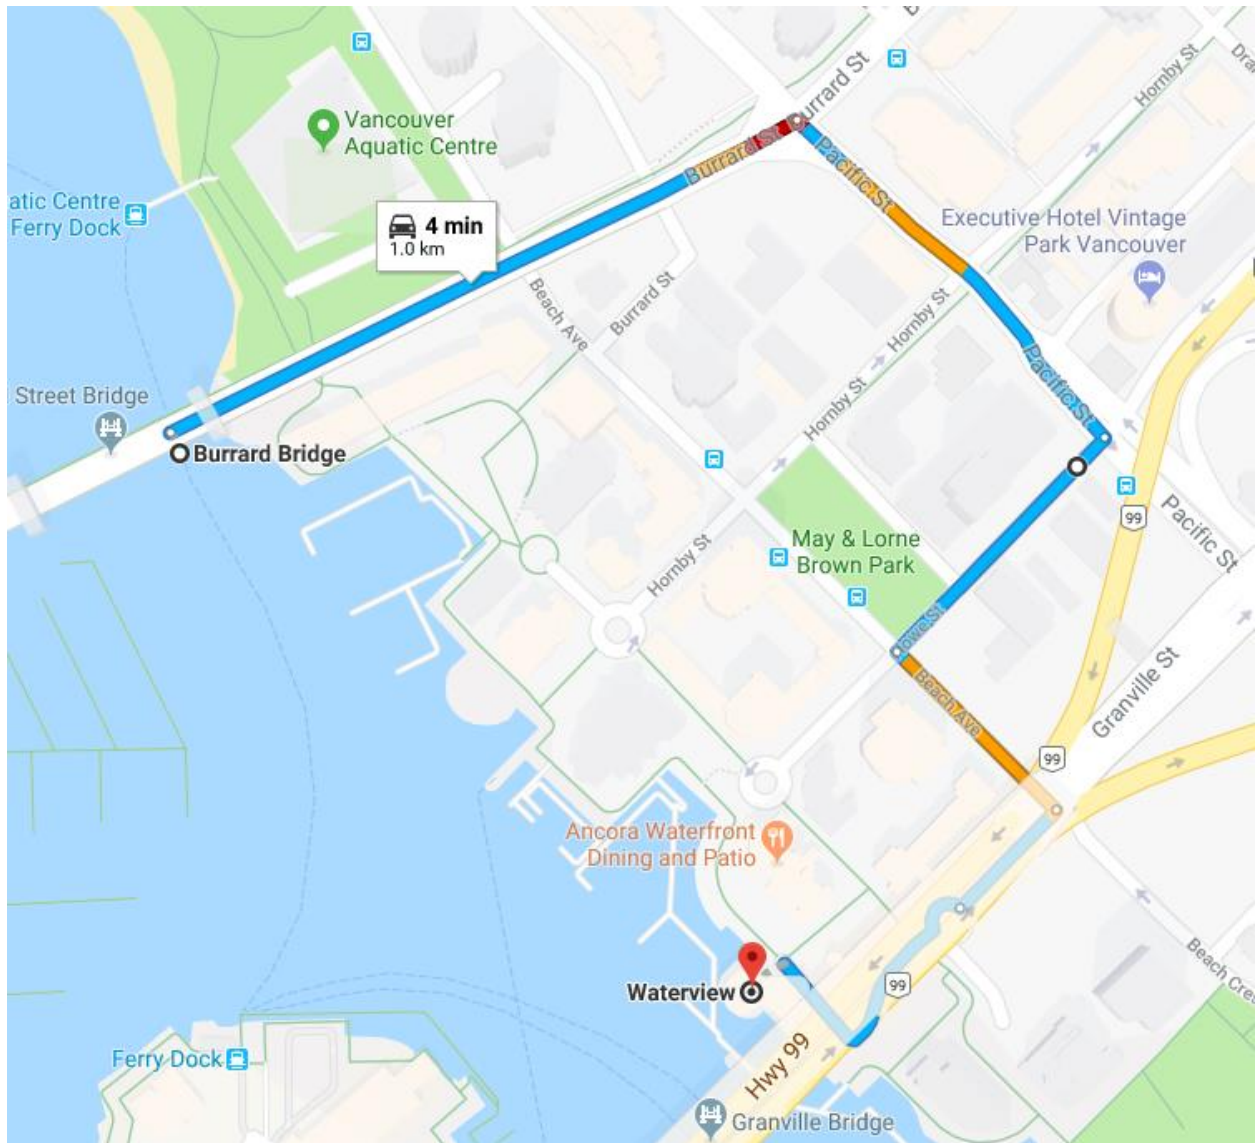 B
Burrard St
Hornby St
Dra
Vancouver
Aquatic Centre
Burrard St
Pacific St
atic Centre
Ferry Dock
4 min
1.0 km
Executive Hotel Vintage
Park Vancouver
Beach Ave
Burrard St
Hornby St
Pacific St
Street Bridge
Hornby St
Burrard Bridge
99
Pacific St
May & Lorne
Brown Park
Hornby St
owe St
Beach Ave
Granville St
99
Ancora Waterfront
Dining and Patio
Waterview
99
Beach Cre
Hwy 99
Ferry Dock
Granville Bridge